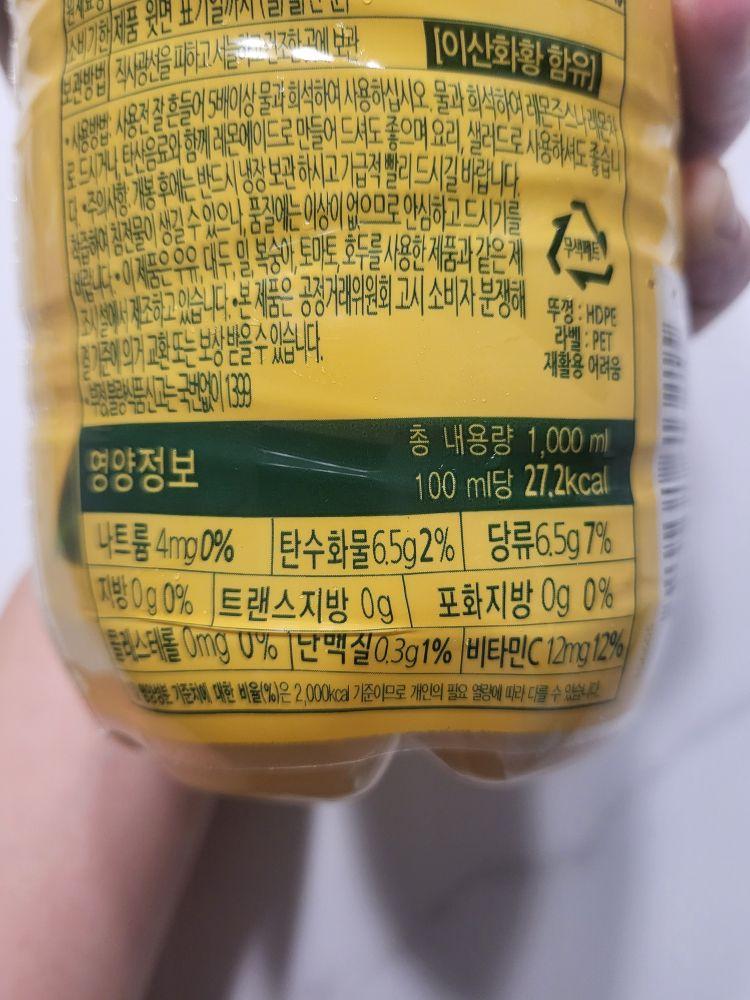 소비기한 제품 윗면 표기일까지
보관방법 직사광선을 피하고 서늘하고 건조한 곳에 보관
[이산화황 함유]
•사용방법: 사용전 잘 흔들어 5배이상 물과 희석하여 사용하십시오. 물과 희석하여 레몬주스나 레몬차
로 드시거나, 탄산음료와 함께 레몬에이드로 만들어 드셔도 좋으며 요리, 샐러드로 사용하셔도 좋습니
다. •주의사항: 개봉 후에는 반드시 냉장 보관하시고 기급적 빨리 드시길 바랍니다.
침전물이 생길 수 있으나, 품질에는 이상이 없으므로 안심하고 드시기를
바랍니다. •이 제품은 우유, 대두, 밀, 복숭아, 토마토, 호두를 사용한 제품과 같은 제
조시설에서 제조하고 있습니다. •본 제품은 공정거래위원회 고시 소비자 분쟁해
결 기준에 의거 교환 또는 보상 받을 수 있습니다.
•부정,불량식품신고는 국번없이 1399
무색페트
뚜껑 : HDPE
라벨 : PET
재활용 어려움
영양정보
총 내용량 1,000 ml
100 ml당 27.2kcal
나트륨 4mg 0% 탄수화물 6.5g 2% 당류 6.5g 7%
지방 0g 0% 트랜스지방 0g 포화지방 0g 0%
콜레스테롤 0mg 0% 단백질 0.3g 1% 비타민C 12mg 12%
영양성분 기준치에 대한 비율(%)은 2,000kcal 기준이므로 개인의 필요 열량에 따라 다를 수 있습니다.